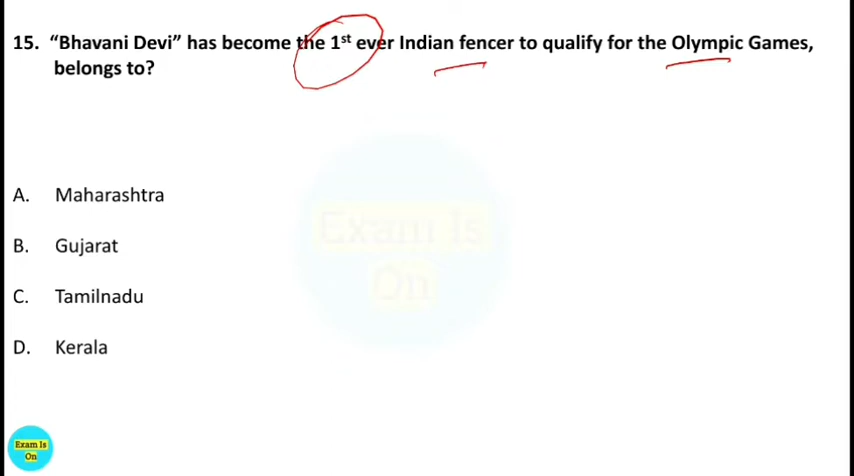 15. “Bhavani Devi” has become the 1st ever Indian fencer to qualify for the Olympic Games,
belongs to?
A. Maharashtra
Exam Is
On
B. Gujarat
C. Tamilnadu
D. Kerala
Exam Is
On